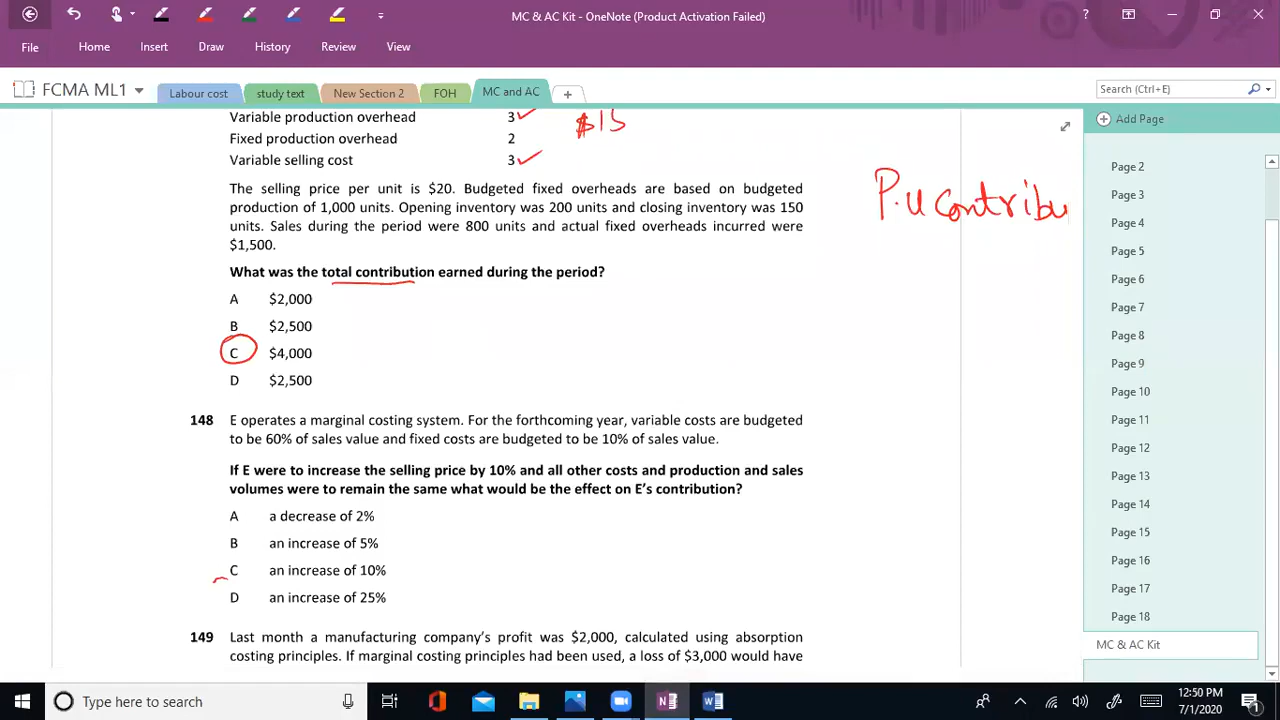 MC & AC Kit - OneNote (Product Activation Failed)
File Home Insert Draw History Review View
FCMA ML1 Labour cost study text New Section 2 FOH MC and AC Search (Ctrl+E)
Variable production overhead 3
$15
Fixed production overhead 2
Variable selling cost 3
The selling price per unit is $20. Budgeted fixed overheads are based on budgeted
production of 1,000 units. Opening inventory was 200 units and closing inventory was 150
units. Sales during the period were 800 units and actual fixed overheads incurred were
$1,500.
P.u contribu
What was the total contribution earned during the period?
A $2,000
B $2,500
C $4,000
D $2,500
148 E operates a marginal costing system. For the forthcoming year, variable costs are budgeted
to be 60% of sales value and fixed costs are budgeted to be 10% of sales value.
If E were to increase the selling price by 10% and all other costs and production and sales
volumes were to remain the same what would be the effect on E's contribution?
A a decrease of 2%
B an increase of 5%
C an increase of 10%
D an increase of 25%
149 Last month a manufacturing company's profit was $2,000, calculated using absorption
costing principles. If marginal costing principles had been used, a loss of $3,000 would have
Add Page
Page 2
Page 3
Page 4
Page 5
Page 6
Page 7
Page 8
Page 9
Page 10
Page 11
Page 12
Page 13
Page 14
Page 15
Page 16
Page 17
Page 18
MC & AC Kit
Type here to search
12:50 PM
7/1/2020